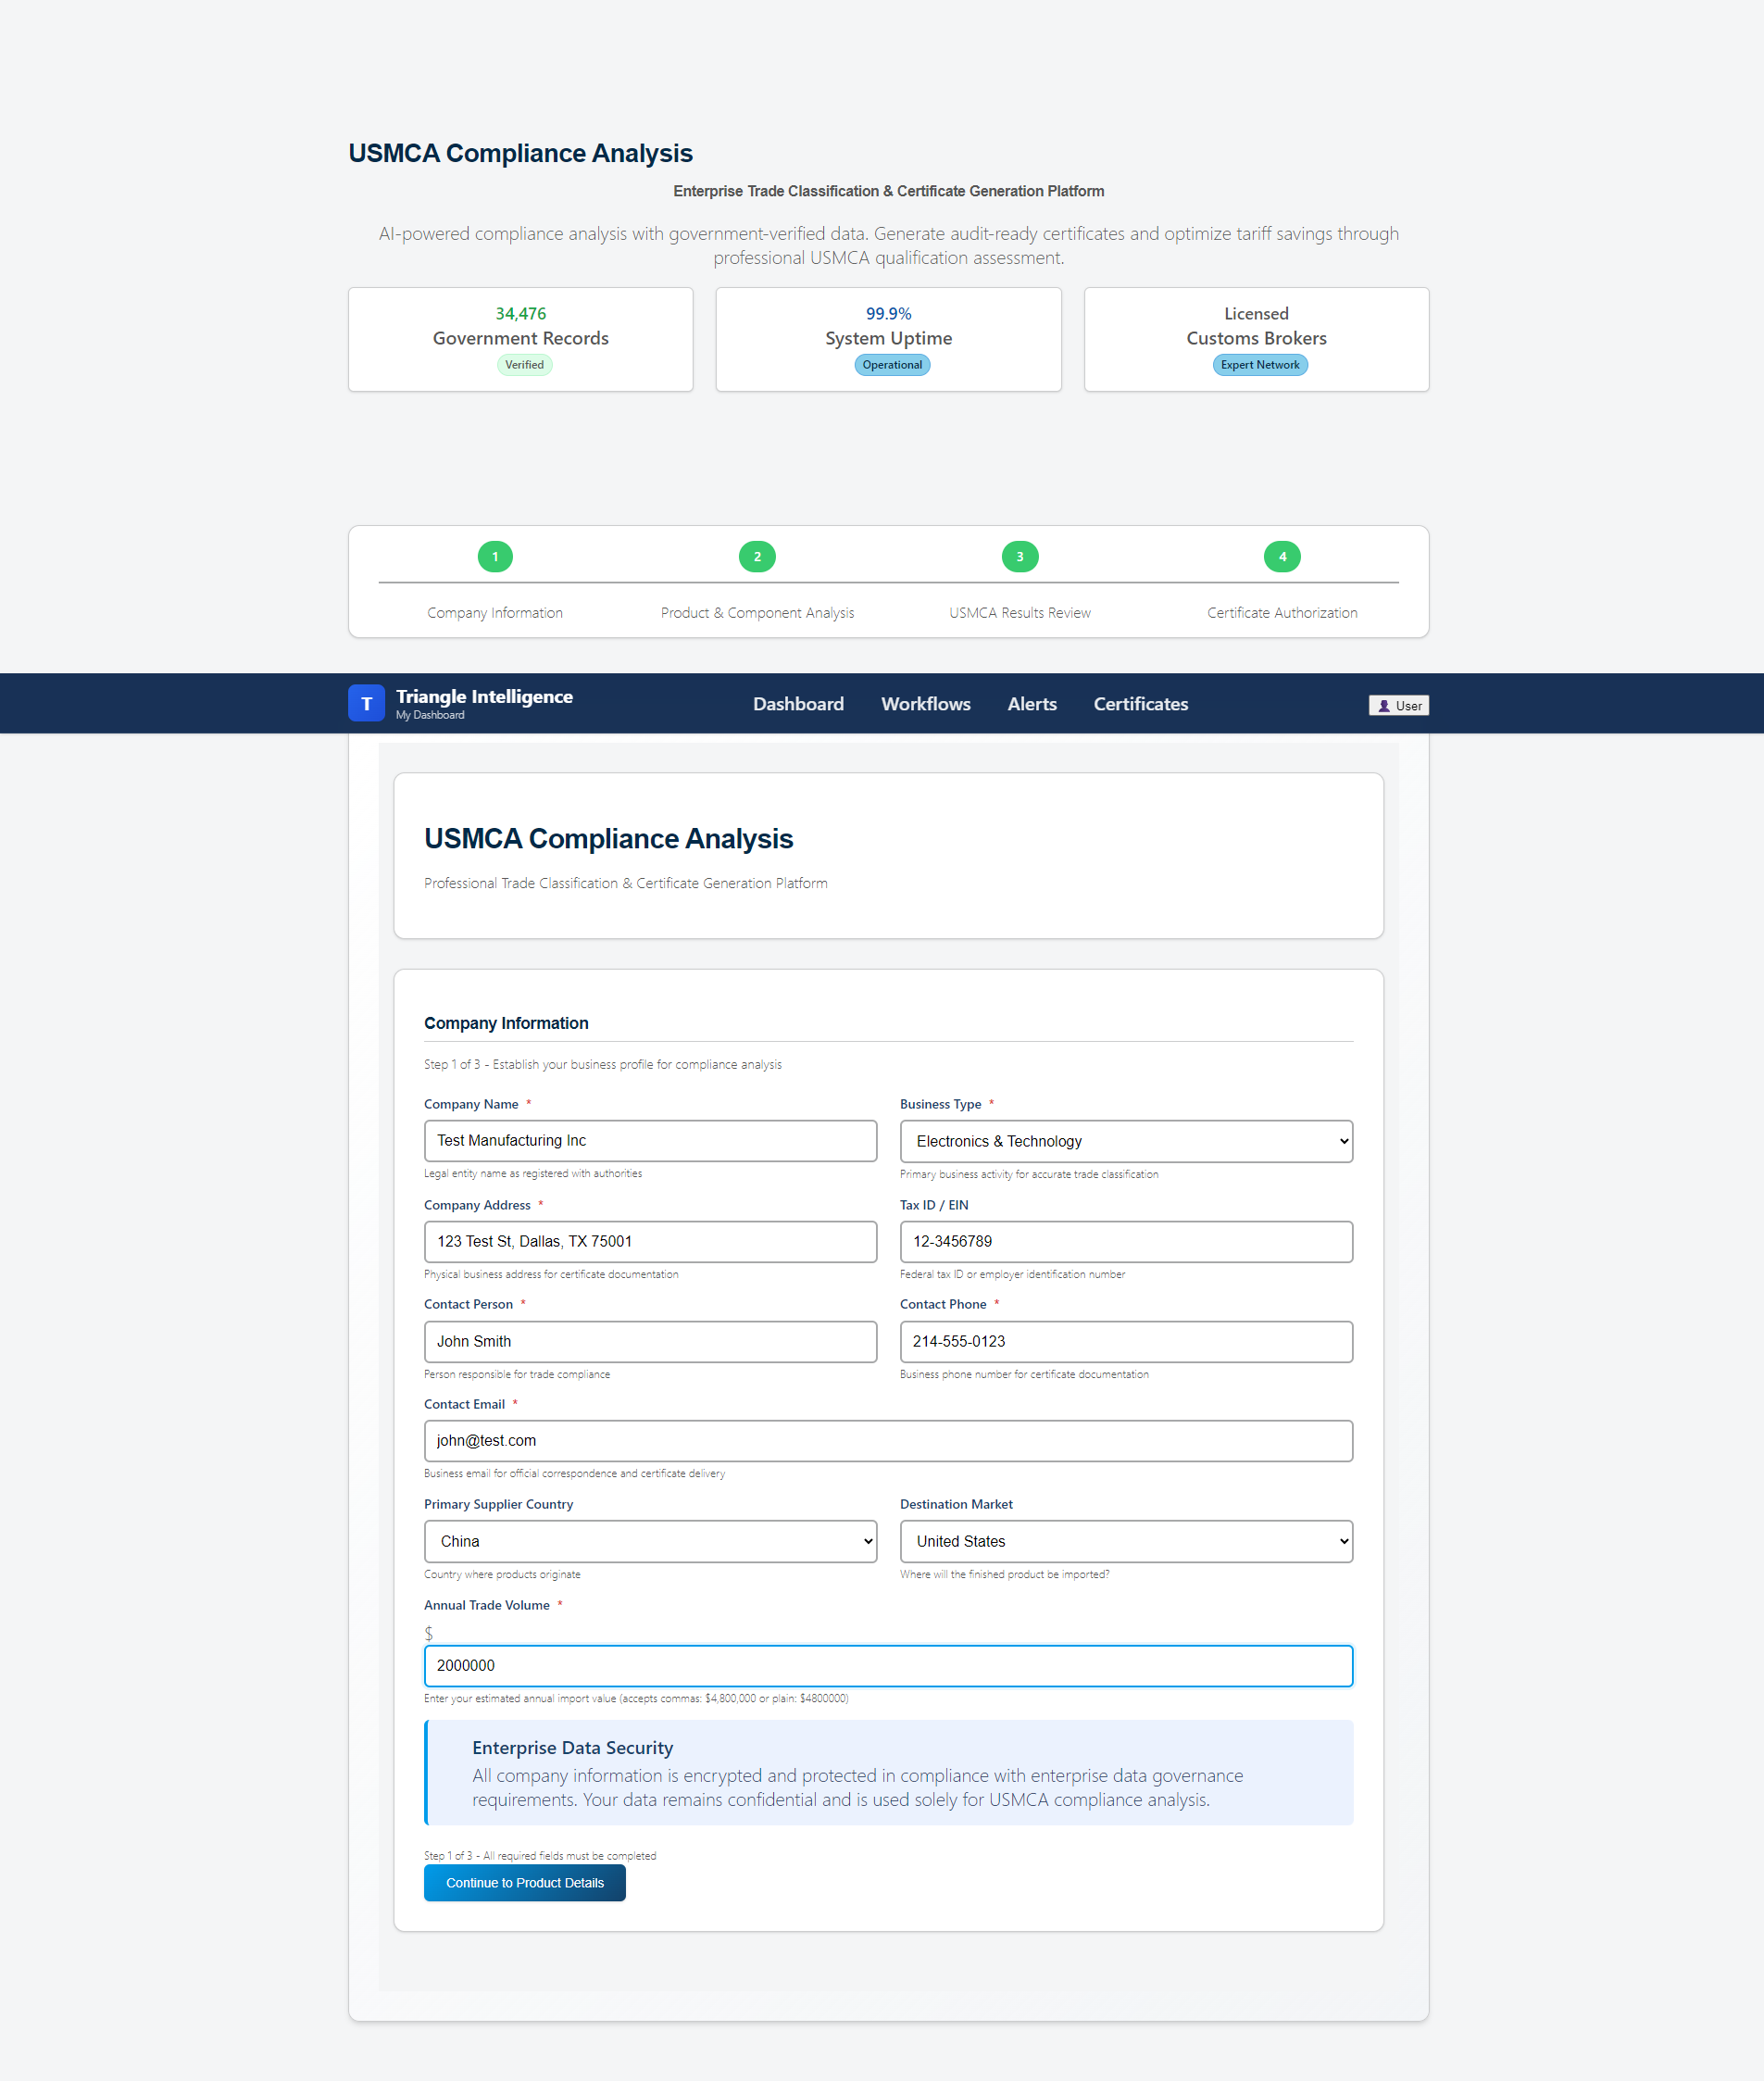 USMCA Compliance Analysis
Enterprise Trade Classification & Certificate Generation Platform
AI-powered compliance analysis with government-verified data. Generate audit-ready certificates and optimize tariff savings through
professional USMCA qualification assessment.
34,476
Government Records
Verified
99.9%
System Uptime
Operational
Licensed
Customs Brokers
Expert Network
1
2
3
4
Company Information
Product & Component Analysis
USMCA Results Review
Certificate Authorization
T
Triangle Intelligence
My Dashboard
Dashboard
Workflows
Alerts
Certificates
👤 User
USMCA Compliance Analysis
Professional Trade Classification & Certificate Generation Platform
Company Information
Step 1 of 3 - Establish your business profile for compliance analysis
Company Name *
Test Manufacturing Inc
Legal entity name as registered with authorities
Business Type *
Electronics & Technology
Primary business activity for accurate trade classification
Company Address *
123 Test St, Dallas, TX 75001
Physical business address for certificate documentation
Tax ID / EIN
12-3456789
Federal tax ID or employer identification number
Contact Person *
John Smith
Person responsible for trade compliance
Contact Phone *
214-555-0123
Business phone number for certificate documentation
Contact Email *
john@test.com
Business email for official correspondence and certificate delivery
Primary Supplier Country
China
Country where products originate
Destination Market
United States
Where will the finished product be imported?
Annual Trade Volume *
$
2000000
Enter your estimated annual import value (accepts commas: $4,800,000 or plain: $4800000)
Enterprise Data Security
All company information is encrypted and protected in compliance with enterprise data governance
requirements. Your data remains confidential and is used solely for USMCA compliance analysis.
Step 1 of 3 - All required fields must be completed
Continue to Product Details